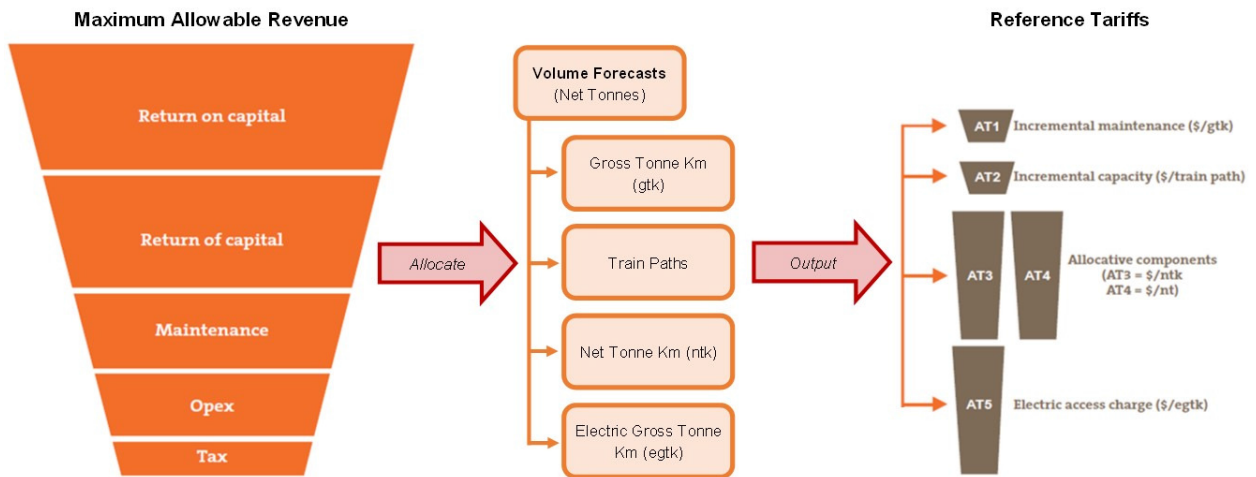 Maximum Allowable Revenue
Return on capital
Return of capital
Maintenance
Opex
Tax
Allocate
Volume Forecasts
(Net Tonnes)
Gross Tonne Km
(gtk)
Train Paths
Net Tonne Km (ntk)
Electric Gross Tonne
Km (egtk)
Output
Reference Tariffs
AT1 Incremental maintenance ($/gtk)
AT2 Incremental capacity ($/train path)
AT3
AT4
Allocative components
(AT3 = $/ntk
AT4 = $/nt)
AT5 Electric access charge ($/egtk)